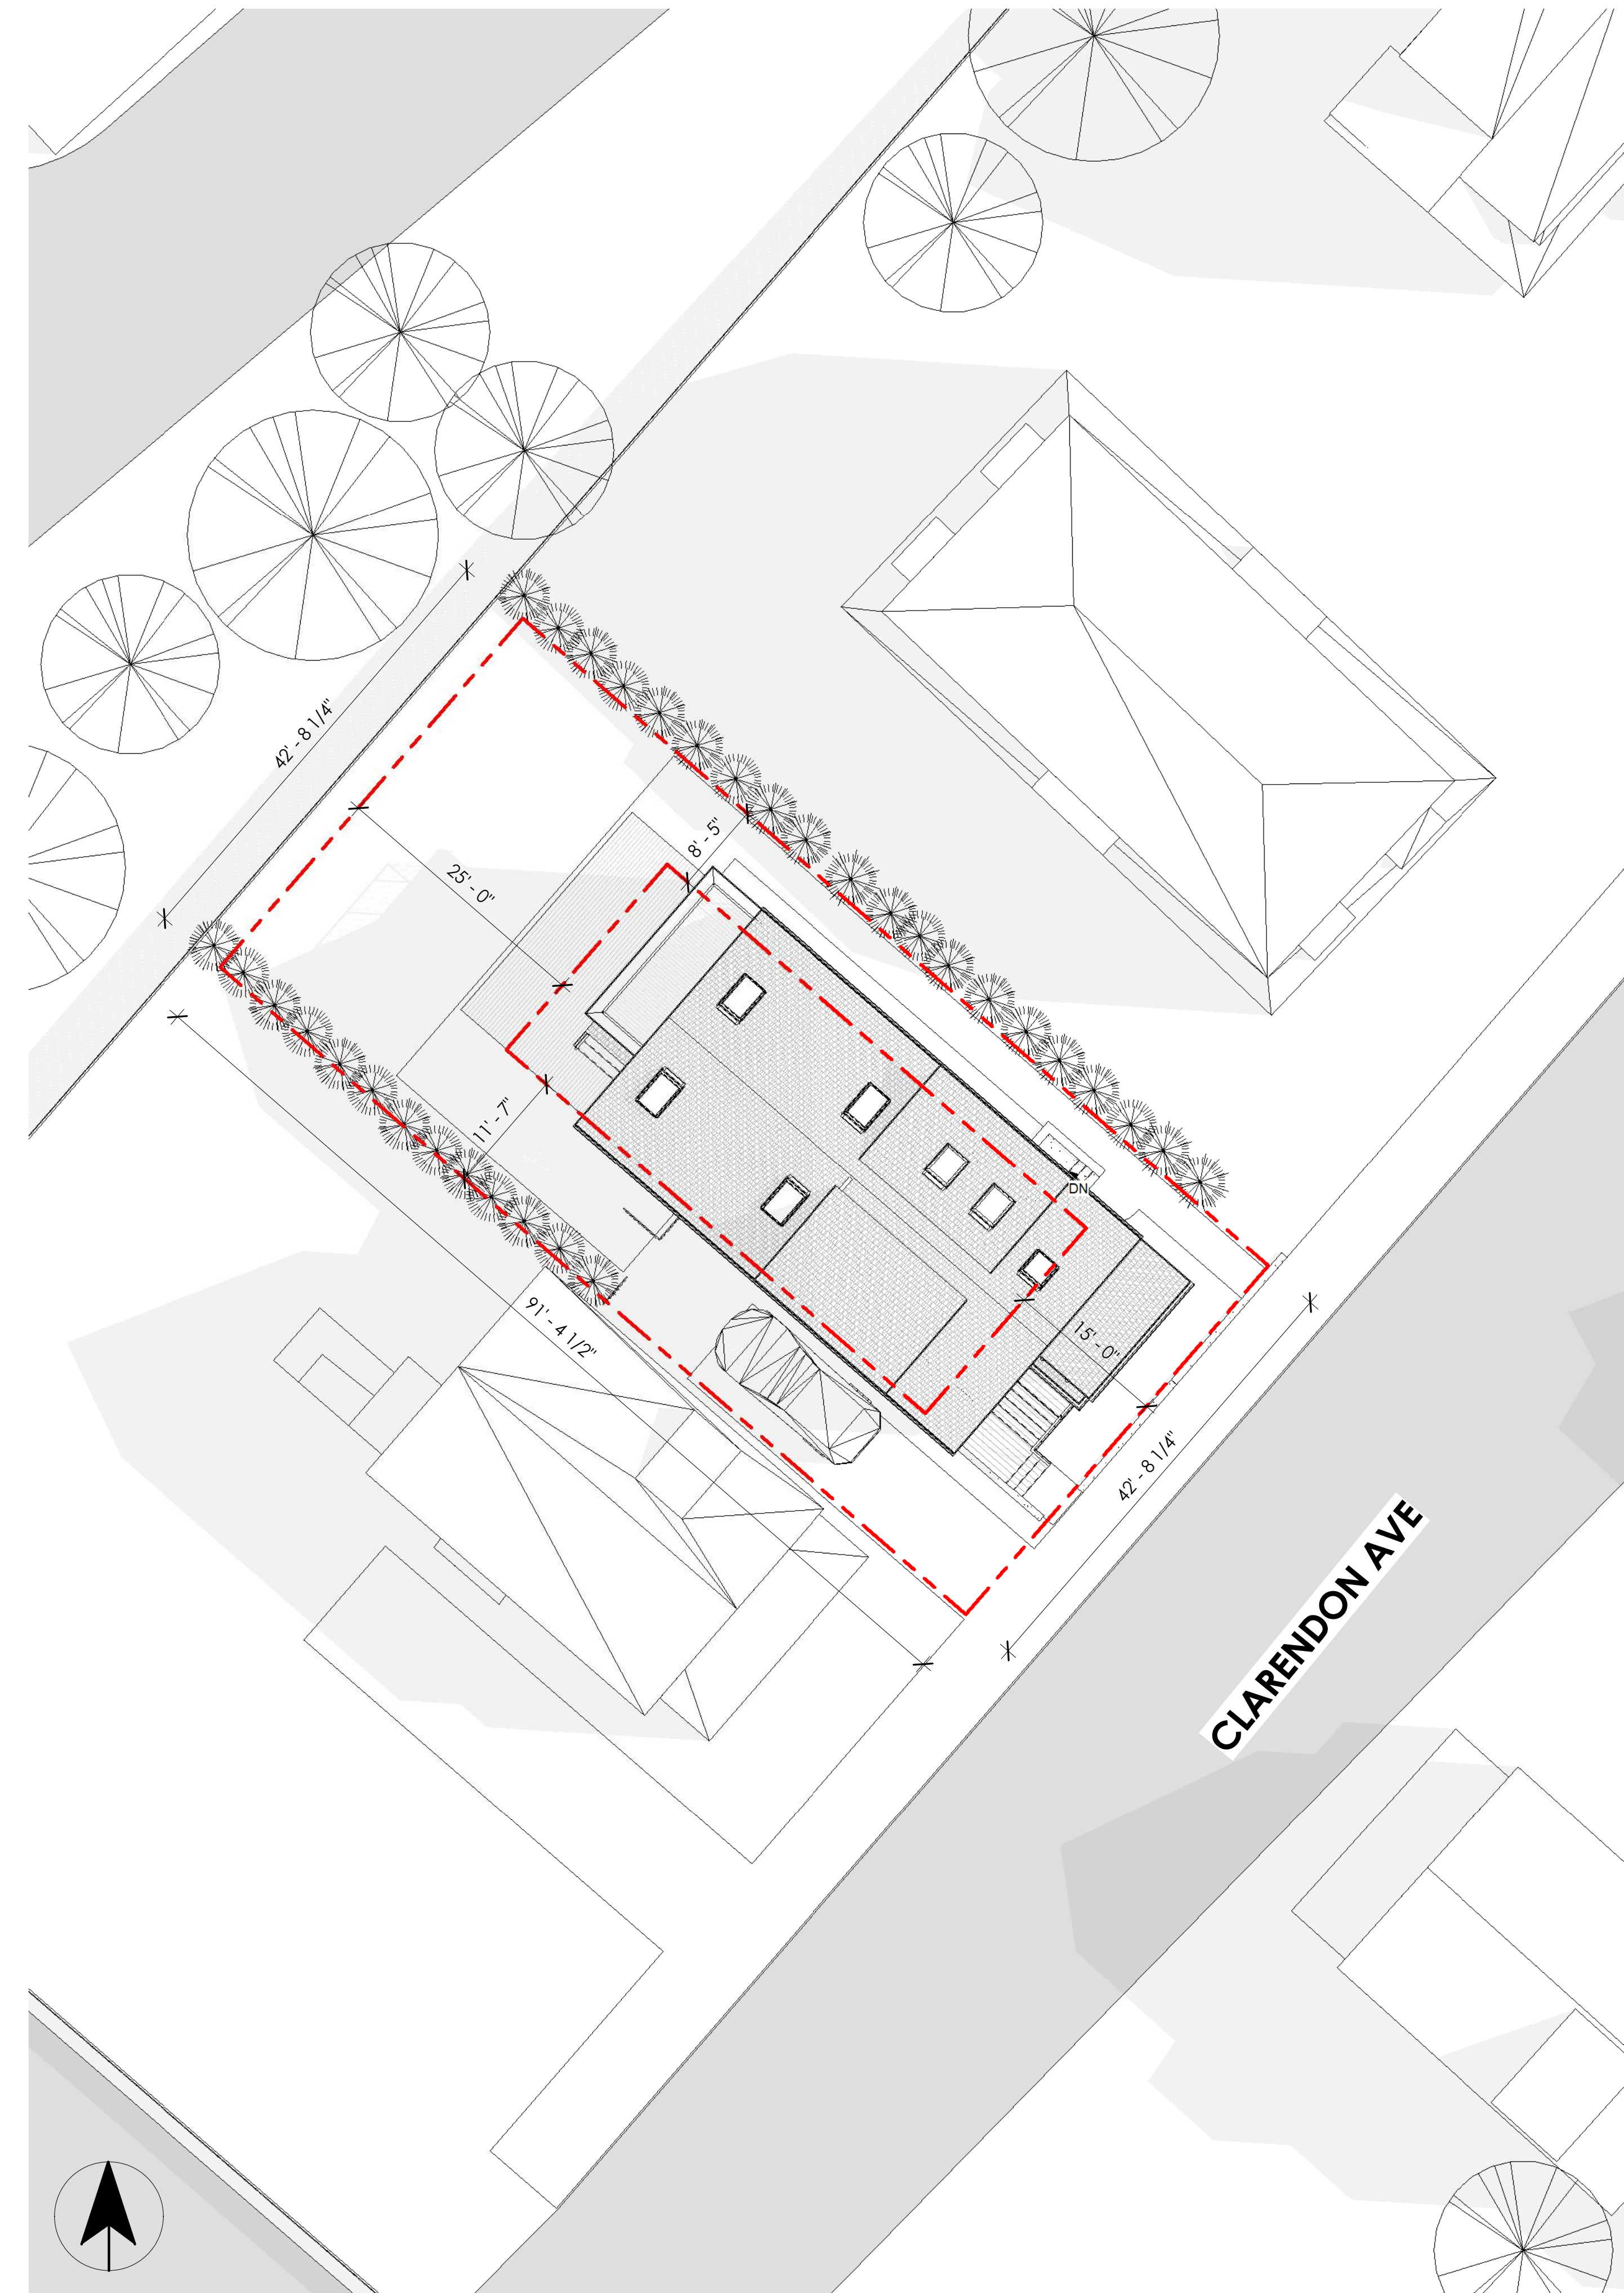 42' - 8 1/4"
8' - 5"
25' - 0"
11' - 7"
DN
91' - 4 1/2"
15' - 0"
42' - 8 1/4"
CLARENDON AVE